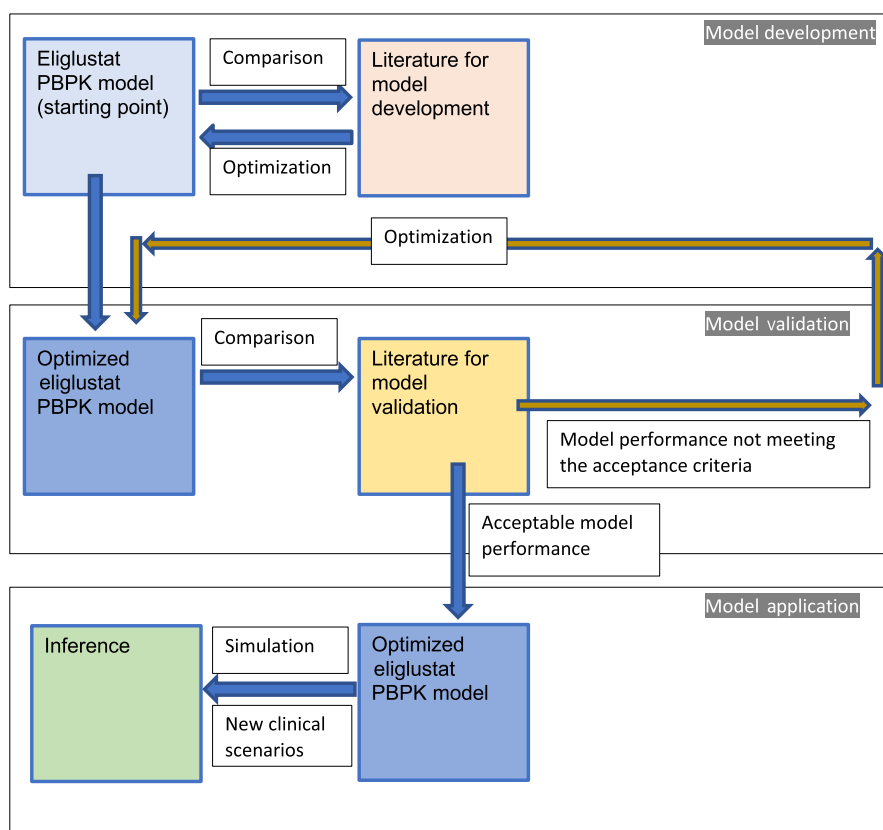 Model development
Eliglustat
PBPK model
(starting point)
Comparison
Literature for
model
development
Optimization
Optimization
Model validation
Optimized
eliglustat
PBPK model
Comparison
Literature for
model
validation
Model performance not meeting
the acceptance criteria
Acceptable model
performance
Model application
Inference
Simulation
New clinical
scenarios
Optimized
eliglustat
PBPK model